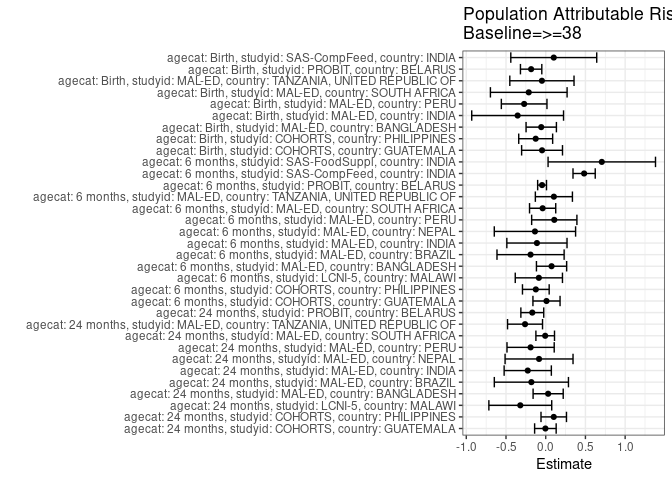 Population Attributable Ris
Baseline=>=38
agecat: Birth, studyid: SAS-CompFeed, country: INDIA
agecat: Birth, studyid: PROBIT, country: BELARUS
agecat: Birth, studyid: MAL-ED, country: TANZANIA, UNITED REPUBLIC OF
agecat: Birth, studyid: MAL-ED, country: SOUTH AFRICA
agecat: Birth, studyid: MAL-ED, country: PERU
agecat: Birth, studyid: MAL-ED, country: INDIA
agecat: Birth, studyid: MAL-ED, country: BANGLADESH
agecat: Birth, studyid: COHORTS, country: PHILIPPINES
agecat: Birth, studyid: COHORTS, country: GUATEMALA
agecat: 6 months, studyid: SAS-FoodSuppl, country: INDIA
agecat: 6 months, studyid: SAS-CompFeed, country: INDIA
agecat: 6 months, studyid: PROBIT, country: BELARUS
agecat: 6 months, studyid: MAL-ED, country: TANZANIA, UNITED REPUBLIC OF
agecat: 6 months, studyid: MAL-ED, country: SOUTH AFRICA
agecat: 6 months, studyid: MAL-ED, country: PERU
agecat: 6 months, studyid: MAL-ED, country: NEPAL
agecat: 6 months, studyid: MAL-ED, country: INDIA
agecat: 6 months, studyid: MAL-ED, country: BRAZIL
agecat: 6 months, studyid: MAL-ED, country: BANGLADESH
agecat: 6 months, studyid: LCNI-5, country: MALAWI
agecat: 6 months, studyid: COHORTS, country: PHILIPPINES
agecat: 6 months, studyid: COHORTS, country: GUATEMALA
agecat: 24 months, studyid: PROBIT, country: BELARUS
agecat: 24 months, studyid: MAL-ED, country: TANZANIA, UNITED REPUBLIC OF
agecat: 24 months, studyid: MAL-ED, country: SOUTH AFRICA
agecat: 24 months, studyid: MAL-ED, country: PERU
agecat: 24 months, studyid: MAL-ED, country: NEPAL
agecat: 24 months, studyid: MAL-ED, country: INDIA
agecat: 24 months, studyid: MAL-ED, country: BRAZIL
agecat: 24 months, studyid: MAL-ED, country: BANGLADESH
agecat: 24 months, studyid: LCNI-5, country: MALAWI
agecat: 24 months, studyid: COHORTS, country: PHILIPPINES
agecat: 24 months, studyid: COHORTS, country: GUATEMALA
-1.0 -0.5 0.0 0.5 1.0
Estimate